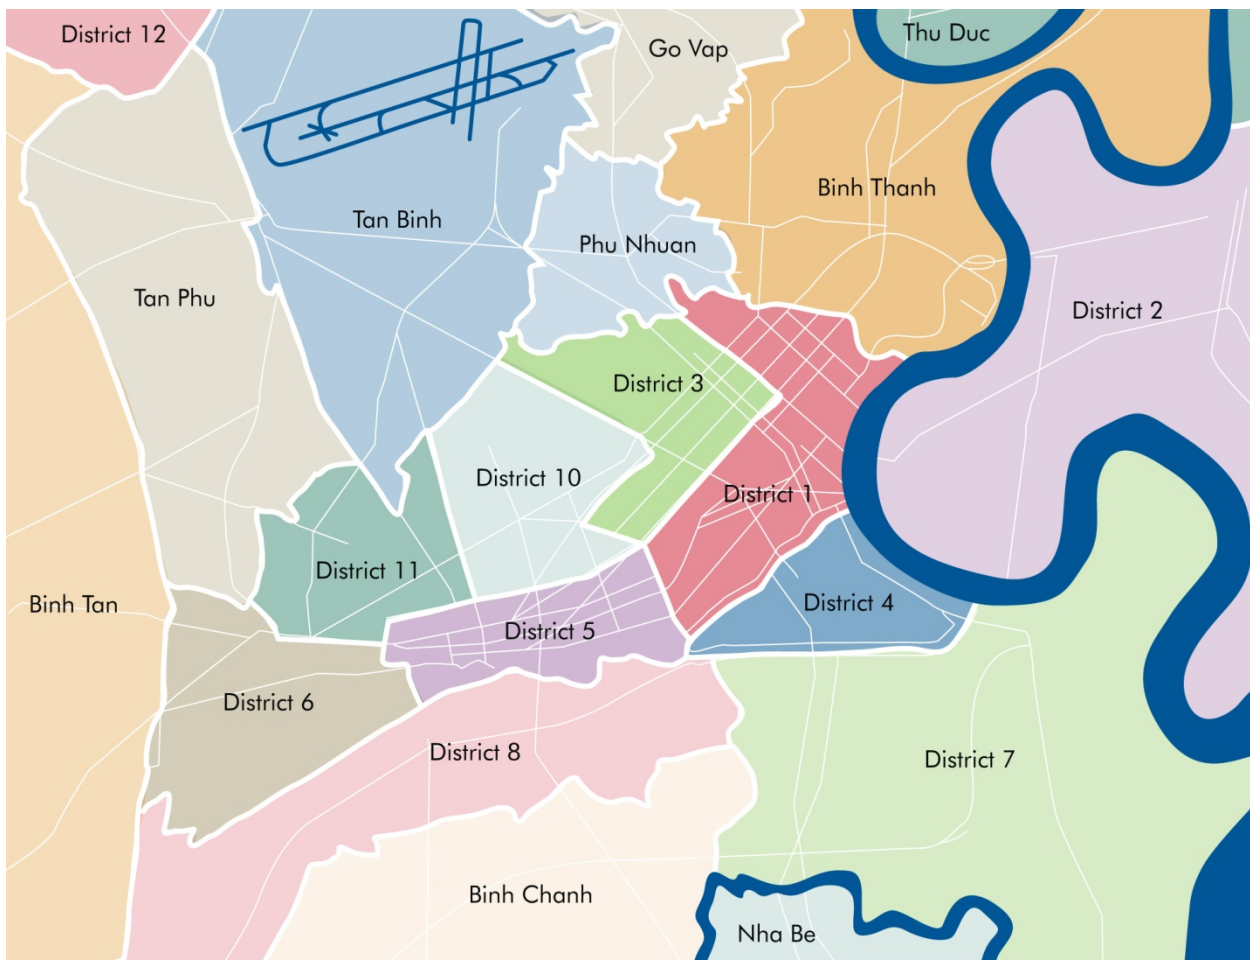 District 12
Go Vap
Thu Duc
Binh Thanh
Tan Binh
Phu Nhuan
Tan Phu
District 2
District 3
District 10
District 1
District 11
Binh Tan
District 4
District 5
District 6
District 8
District 7
Binh Chanh
Nha Be